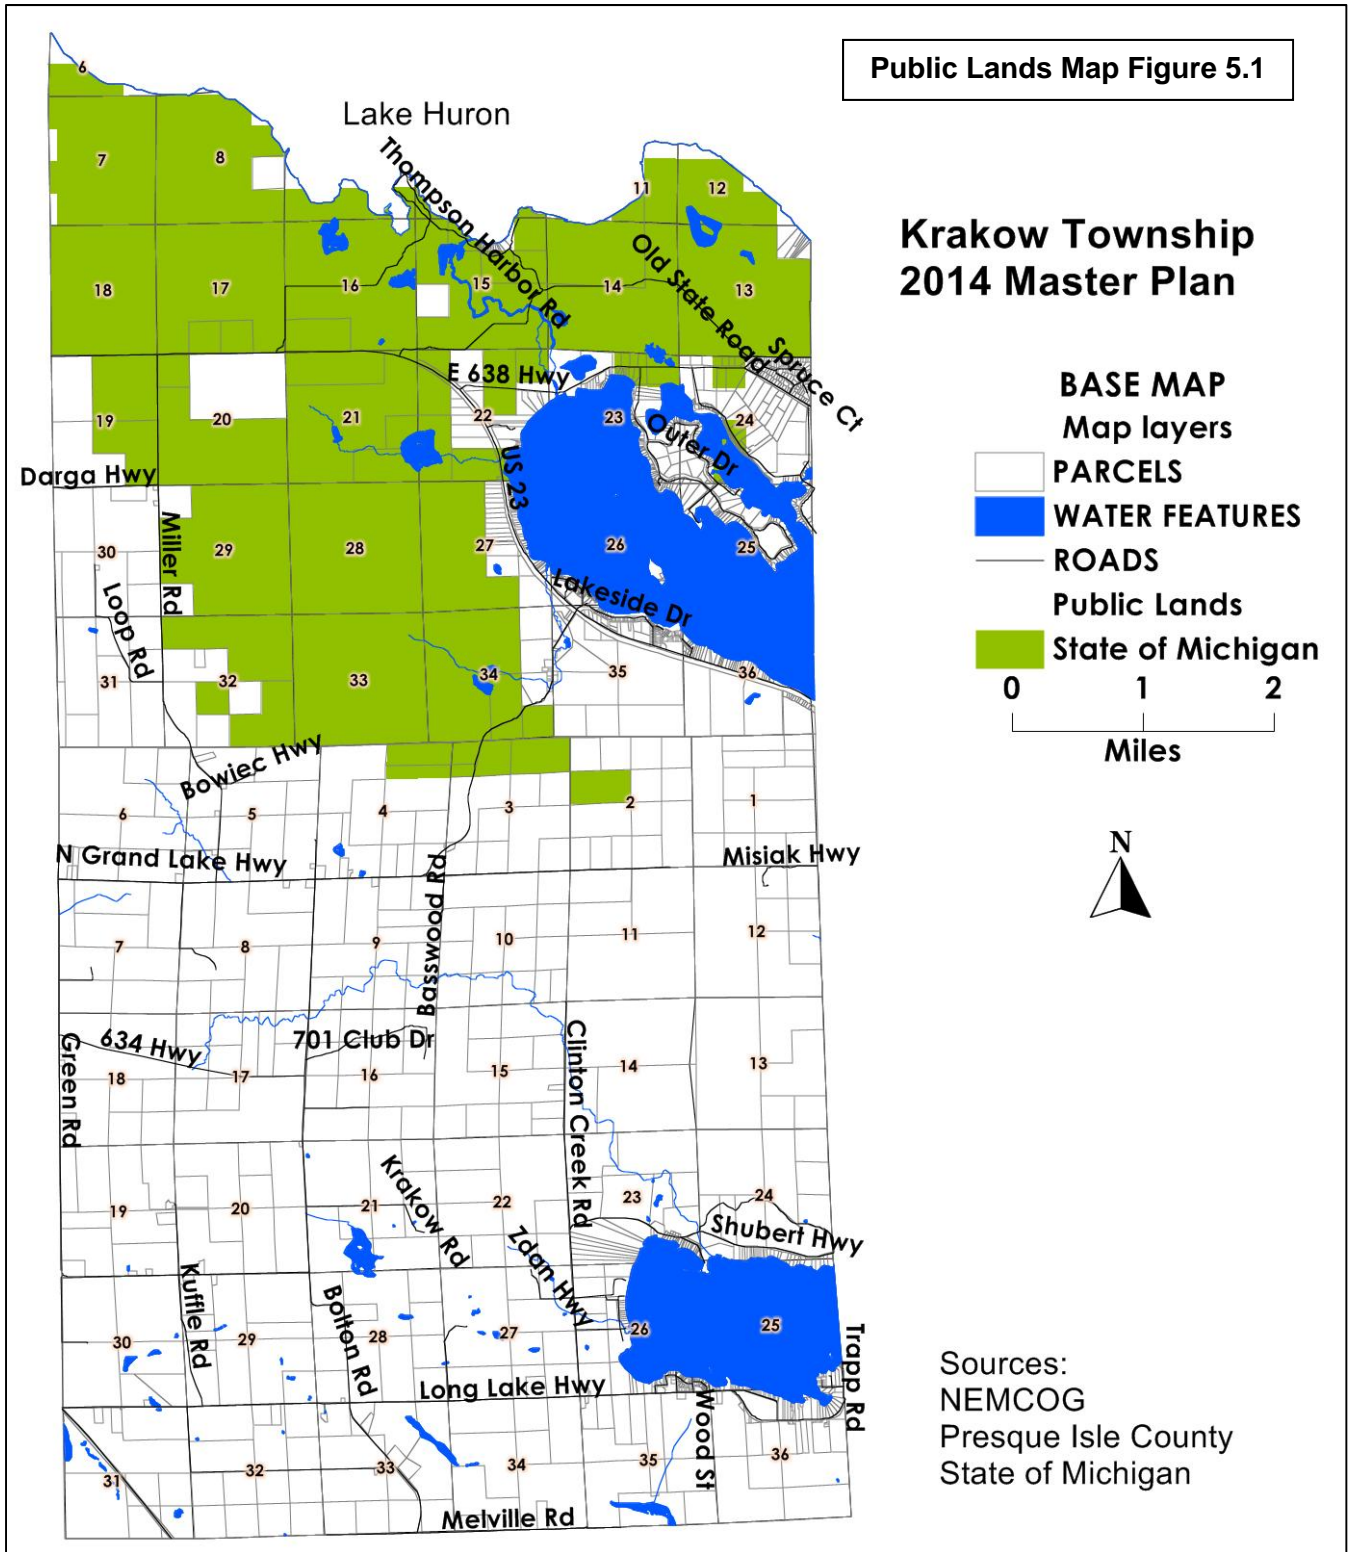 Public Lands Map Figure 5.1
Lake Huron
Krakow Township
2014 Master Plan
BASE MAP
Map layers
PARCELS
WATER FEATURES
ROADS
Public Lands
State of Michigan
0 1 2
Miles
N
Sources:
NEMCOG
Presque Isle County
State of Michigan
6
7 8 11 12
Thompson Harbor Rd
Old State Road
18 17 16 15 14 13
Spruce Ct
E 638 Hwy
19 20 21 22 23 24
Outer Dr
Darga Hwy
US 23
Miller Rd
30 29 28 27 26 25
Loop Rd
Lakeside Dr
31 32 33 34 35 36
Bowiec Hwy
6 5 4 3 2 1
N Grand Lake Hwy
Misiak Hwy
Basswood Rd
7 8 9 10 11 12
634 Hwy
701 Club Dr
Green Rd
Clinton Creek Rd
18 17 16 15 14 13
Krakow Rd
19 20 21 22 23 24
Shubert Hwy
Zdan Hwy
Kuffle Rd
Bolton Rd
30 29 28 27 26 25
Trapp Rd
Long Lake Hwy
Wood St
31 32 33 34 35 36
Melville Rd